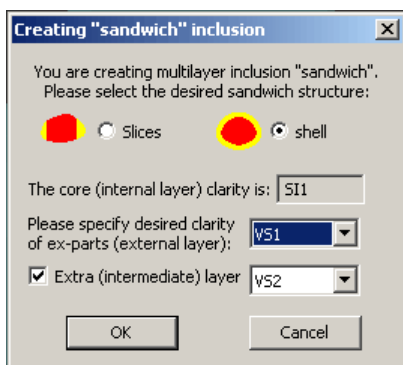 Creating "sandwich" inclusion
You are creating multilayer inclusion "sandwich".
Please select the desired sandwich structure:
Slices shell
The core (internal layer) clarity is: SI1
Please specify desired clarity
of ex-parts (external layer): VS1
Extra (intermediate) layer VS2
OK Cancel